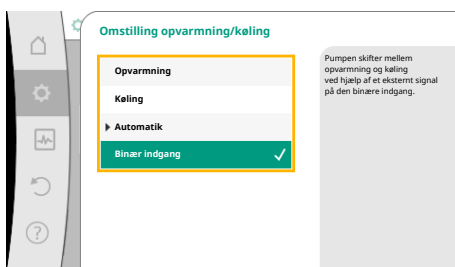 Omstilling opvarmning/køling
Opvarmning
Køling
Automatik
Binær indgang
Pumpen skifter mellem
opvarmning og køling
ved hjælp af et eksternt signal
på den binære indgang.